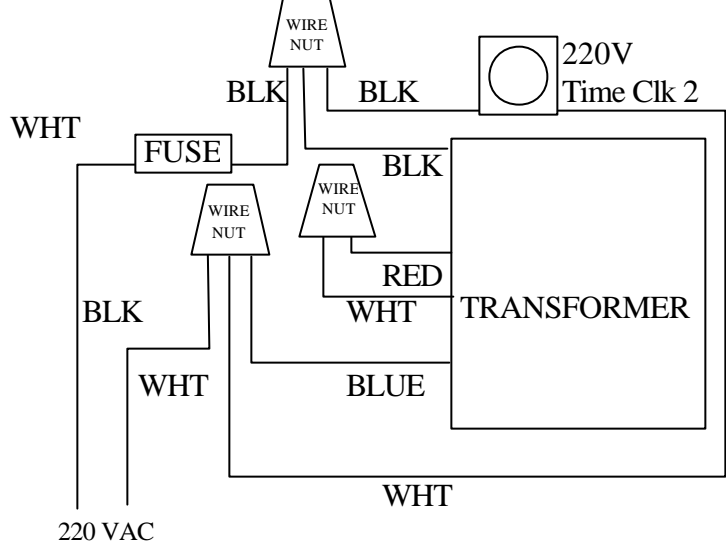 WIRE
NUT
220V
Time Clk 2
BLK
BLK
WHT
FUSE
BLK
WIRE
NUT
WIRE
NUT
RED
WHT
TRANSFORMER
BLK
WHT
BLUE
WHT
220 VAC